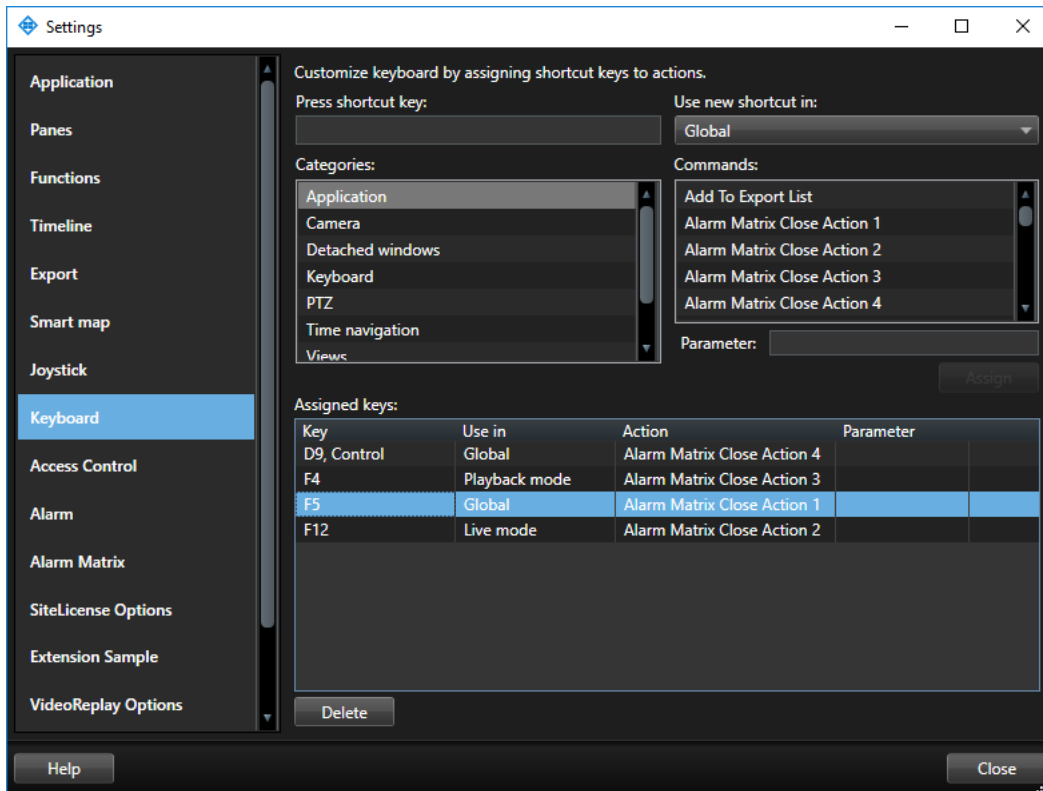 Settings
Application
Panes
Functions
Timeline
Export
Smart map
Joystick
Keyboard
Access Control
Alarm
Alarm Matrix
SiteLicense Options
Extension Sample
VideoReplay Options
Customize keyboard by assigning shortcut keys to actions.
Press shortcut key:
Use new shortcut in:
Global
Categories:
Application
Camera
Detached windows
Keyboard
PTZ
Time navigation
Views
Commands:
Add To Export List
Alarm Matrix Close Action 1
Alarm Matrix Close Action 2
Alarm Matrix Close Action 3
Alarm Matrix Close Action 4
Parameter:
Assign
Assigned keys:
Key Use in Action Parameter
D9, Control Global Alarm Matrix Close Action 4
F4 Playback mode Alarm Matrix Close Action 3
F5 Global Alarm Matrix Close Action 1
F12 Live mode Alarm Matrix Close Action 2
Delete
Help
Close